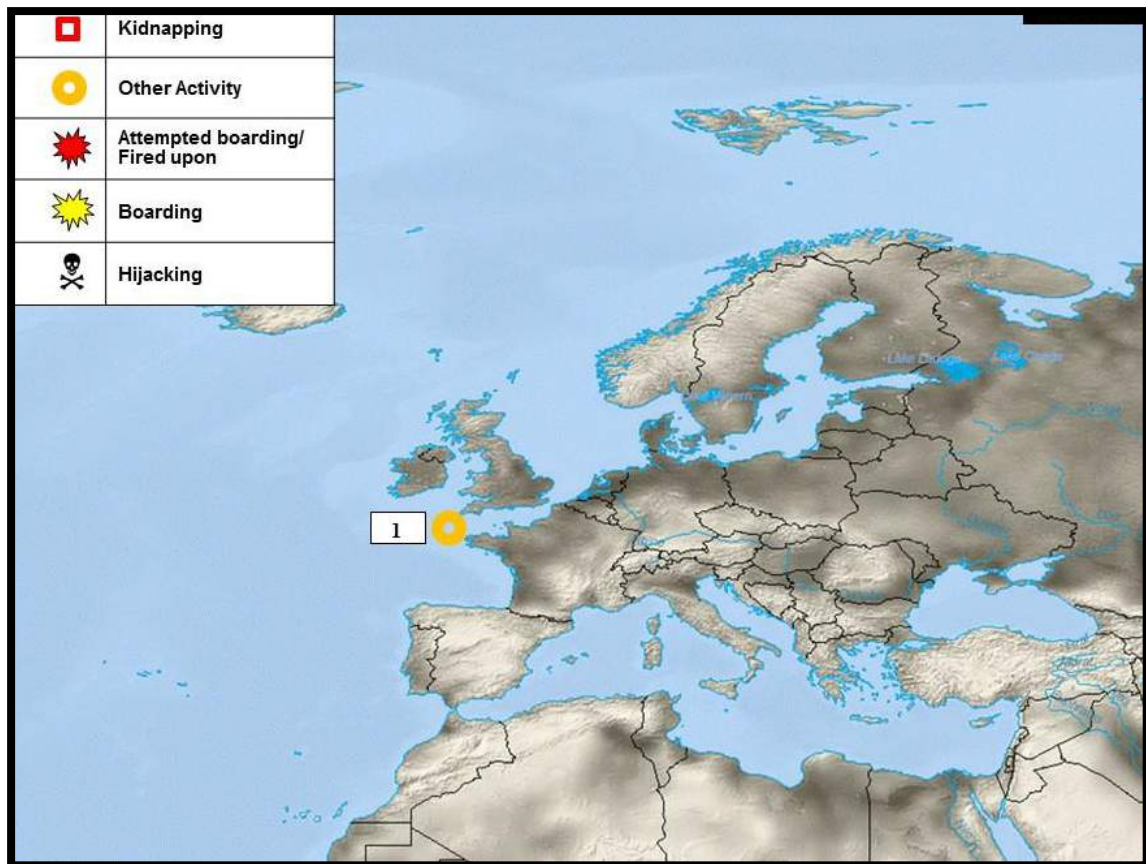 Kidnapping
Other Activity
Attempted boarding/
Fired upon
Boarding
Hijacking
1